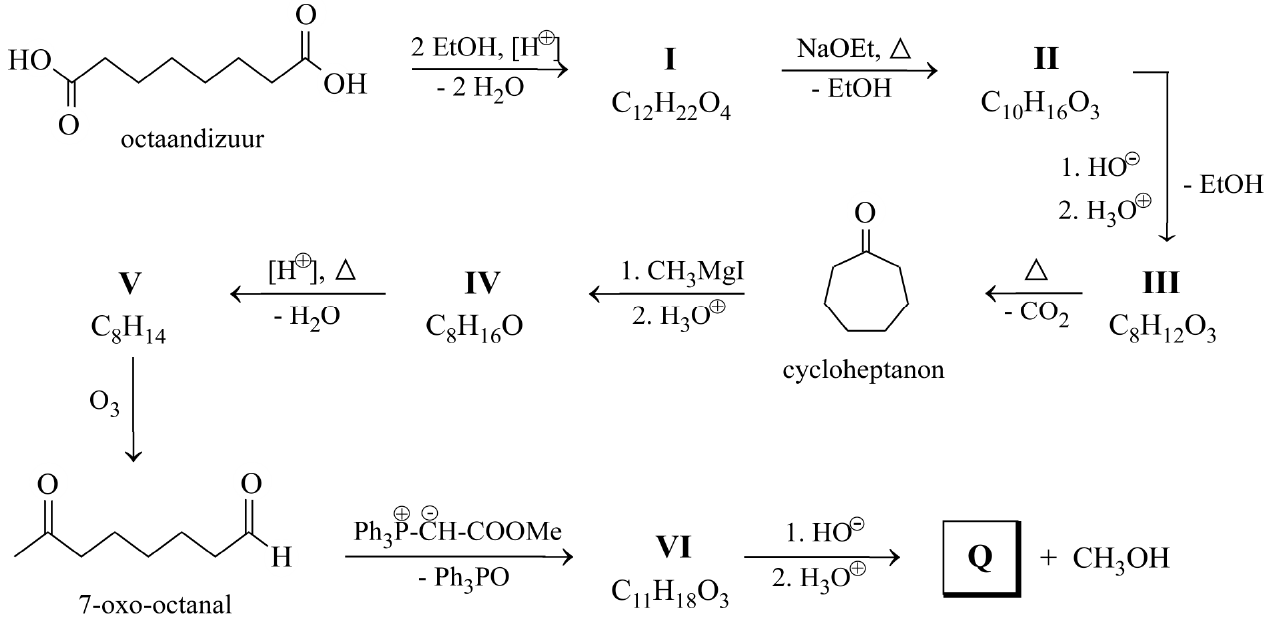 HO
O
O
OH
octaandizuur
2 EtOH, [H⊕]
- 2 H₂O
I
C₁₂H₂₂O₄
NaOEt, △
- EtOH
II
C₁₀H₁₆O₃
1. HO⊖
2. H₃O⊕
- EtOH
III
C₈H₁₂O₃
△
- CO₂
O
cycloheptanon
1. CH₃MgI
2. H₃O⊕
IV
C₈H₁₆O
[H⊕], △
- H₂O
V
C₈H₁₄
O₃
O
O
H
7-oxo-octanal
Ph₃P⊕-CH⊖-COOMe
- Ph₃PO
VI
C₁₁H₁₈O₃
1. HO⊖
2. H₃O⊕
Q + CH₃OH